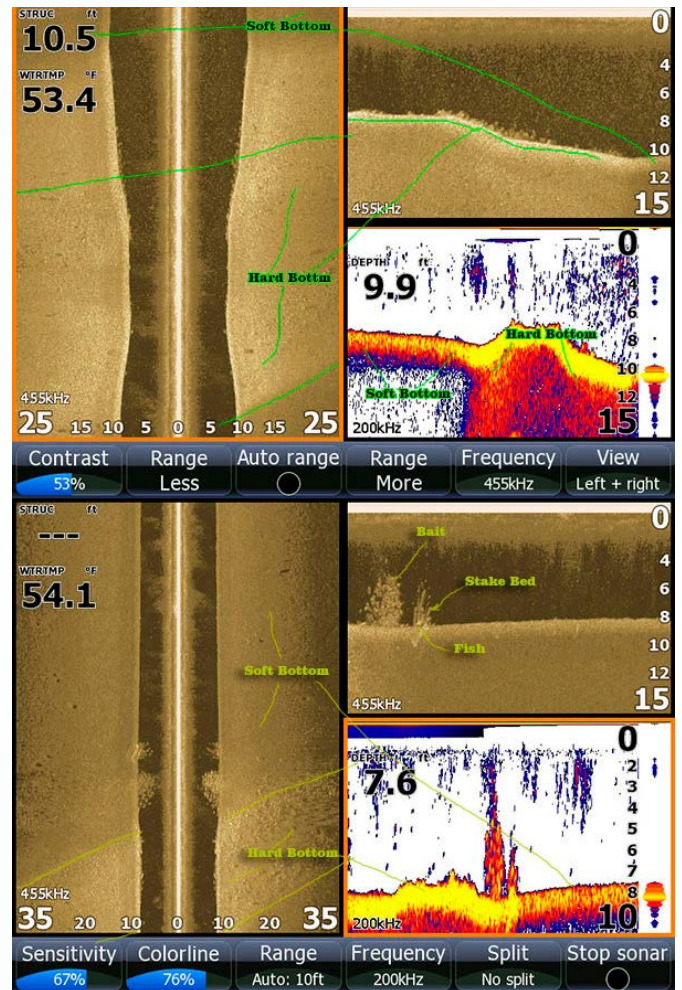 STRUC ft
10.5
WTRTMP °F
53.4
Soft Bottom
Hard Bottm
455kHz
25 15 10 5 0 5 10 15 25
0
4
6
8
10
12
15
455kHz
DEPTH ft
9.9
Hard Bottom
Soft Bottom
0
4
6
8
10
12
15
200kHz
Contrast
53%
Range
Less
Auto range
Range
More
Frequency
455kHz
View
Left + right
STRUC ft
---
WTRTMP °F
54.1
Soft Bottom
Hard Bottom
455kHz
35 20 10 0 10 20 35
Bait
Stake Bed
Fish
0
4
6
8
10
12
15
455kHz
DEPTH ft
7.6
0
2
3
4
5
6
7
8
10
200kHz
Sensitivity
67%
Colorline
76%
Range
Auto: 10ft
Frequency
200kHz
Split
No split
Stop sonar